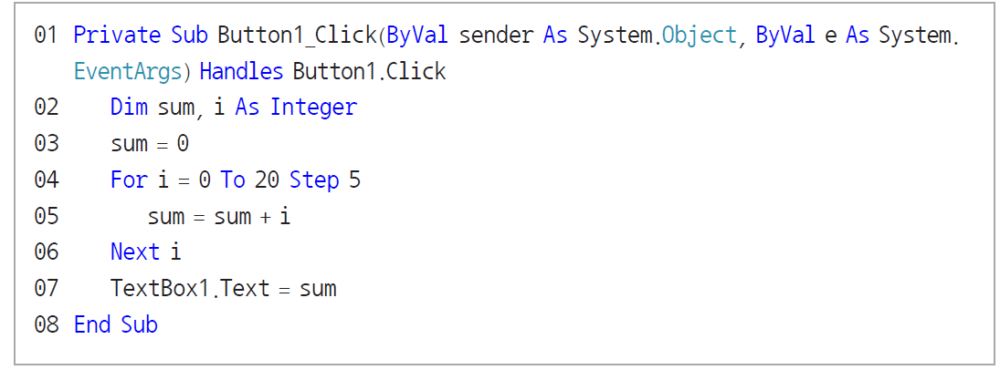 01 Private Sub Button1_Click(ByVal sender As System.Object, ByVal e As System.
EventArgs) Handles Button1.Click
02 Dim sum, i As Integer
03 sum = 0
04 For i = 0 To 20 Step 5
05 sum = sum + i
06 Next i
07 TextBox1.Text = sum
08 End Sub